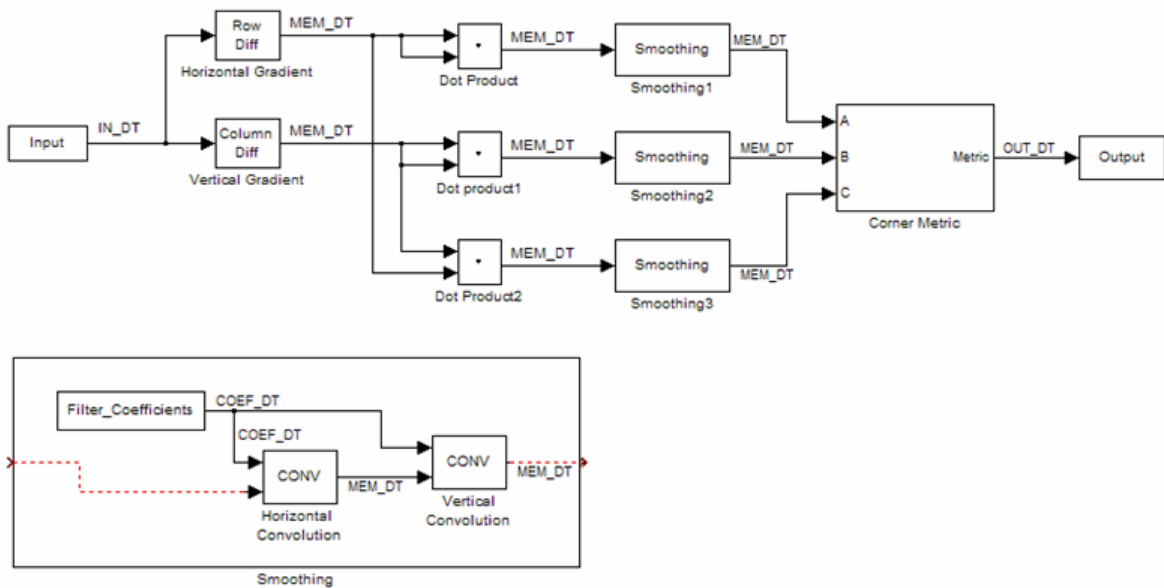 Row
Diff
MEM_DT
Horizontal Gradient
MEM_DT
Dot Product
Smoothing
MEM_DT
Smoothing1
Input
IN_DT
Column
Diff
MEM_DT
Vertical Gradient
MEM_DT
Dot product1
Smoothing
MEM_DT
Smoothing2
A
B
C
Metric
Corner Metric
OUT_DT
Output
MEM_DT
Dot Product2
Smoothing
MEM_DT
Smoothing3
Filter_Coefficients
COEF_DT
COEF_DT
CONV
MEM_DT
Horizontal
Convolution
CONV
MEM_DT
Vertical
Convolution
Smoothing